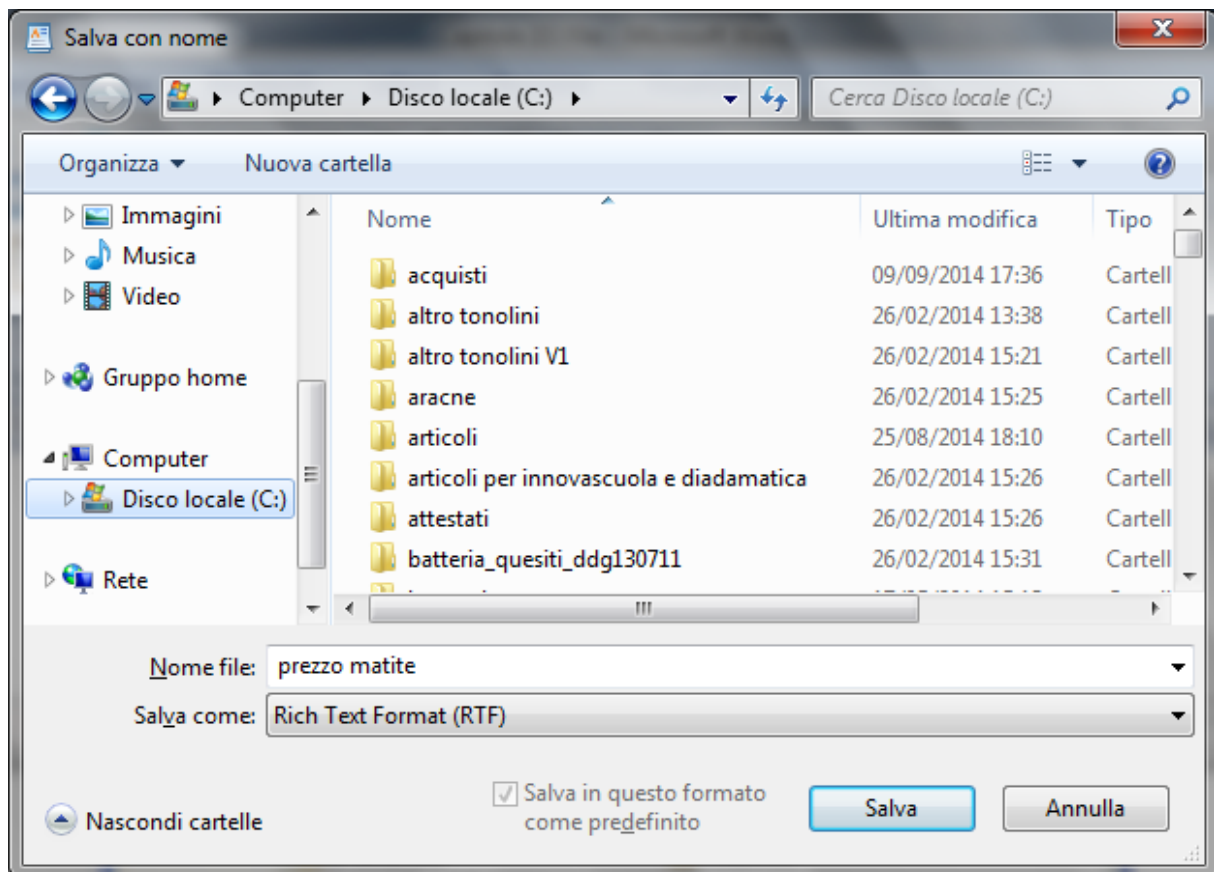 Salva con nome
Computer Disco locale (C:) Cerca Disco locale (C:)
Organizza Nuova cartella
Immagini
Musica
Video
Gruppo home
Computer
Disco locale (C:)
Rete
Nome Ultima modifica Tipo
acquisti 09/09/2014 17:36 Cartell
altro tonolini 26/02/2014 13:38 Cartell
altro tonolini V1 26/02/2014 15:21 Cartell
aracne 26/02/2014 15:25 Cartell
articoli 25/08/2014 18:10 Cartell
articoli per innovascuola e diadamatica 26/02/2014 15:26 Cartell
attestati 26/02/2014 15:26 Cartell
batteria_quesiti_ddg130711 26/02/2014 15:31 Cartell
Nome file: prezzo matite
Salva come: Rich Text Format (RTF)
Salva in questo formato
come predefinito
Nascondi cartelle Salva Annulla